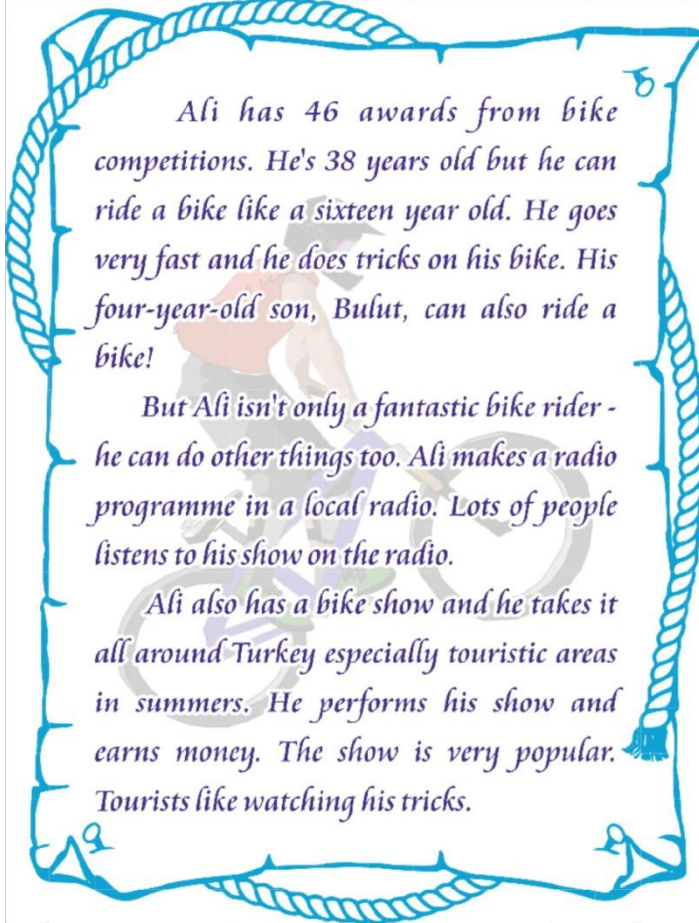 Ali has 46 awards from bike
competitions. He's 38 years old but he can
ride a bike like a sixteen year old. He goes
very fast and he does tricks on his bike. His
four-year-old son, Bulut, can also ride a
bike!
But Ali isn't only a fantastic bike rider -
he can do other things too. Ali makes a radio
programme in a local radio. Lots of people
listens to his show on the radio.
Ali also has a bike show and he takes it
all around Turkey especially touristic areas
in summers. He performs his show and
earns money. The show is very popular.
Tourists like watching his tricks.